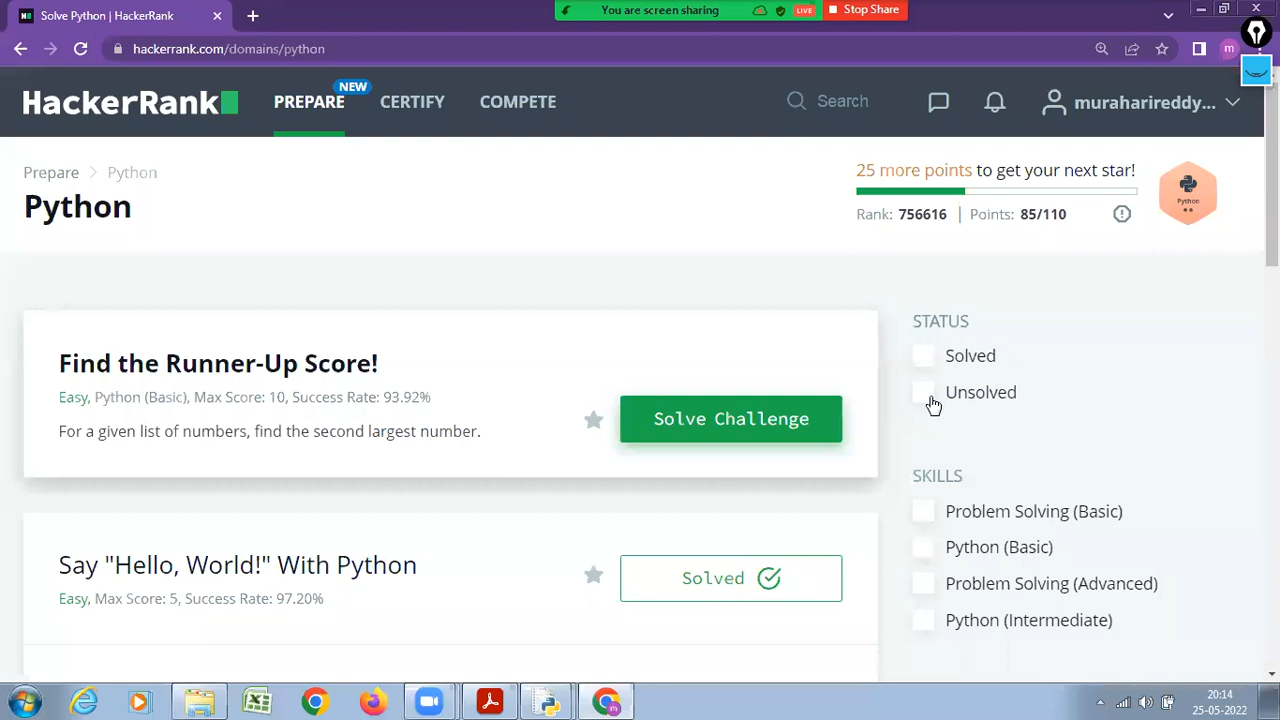 Solve Python | HackerRank
You are screen sharing
LIVE
Stop Share
hackerrank.com/domains/python
m
HackerRank
PREPARE
NEW
CERTIFY
COMPETE
Search
muraharireddy...
Prepare
Python
Python
25 more points to get your next star!
Rank: 756616 | Points: 85/110
Python
Find the Runner-Up Score!
Easy, Python (Basic), Max Score: 10, Success Rate: 93.92%
For a given list of numbers, find the second largest number.
Solve Challenge
Say "Hello, World!" With Python
Easy, Max Score: 5, Success Rate: 97.20%
Solved
STATUS
Solved
Unsolved
SKILLS
Problem Solving (Basic)
Python (Basic)
Problem Solving (Advanced)
Python (Intermediate)
20:14
25-05-2022